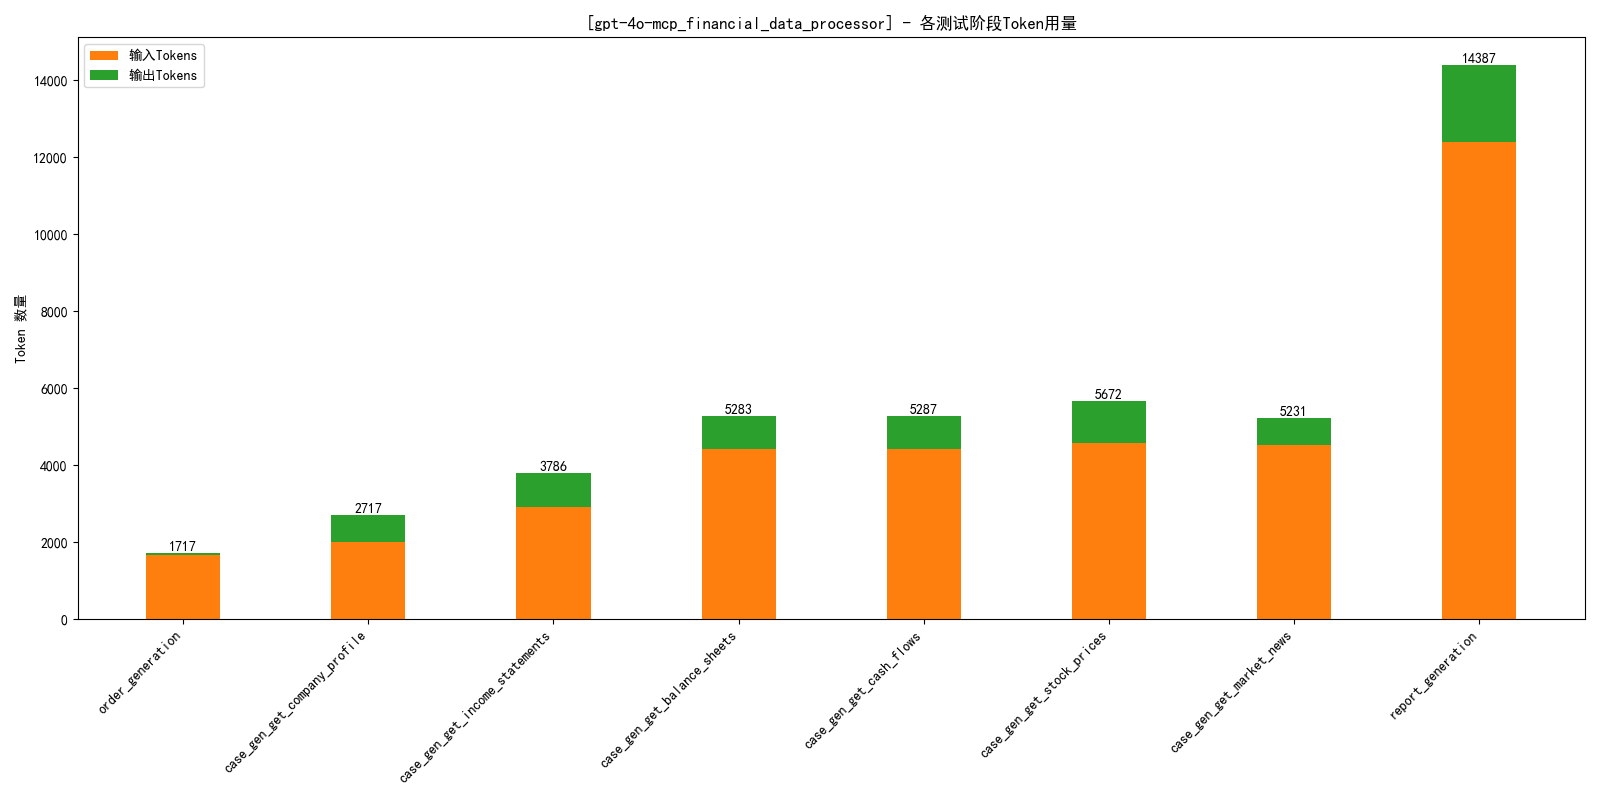 [gpt-4o-mcp_financial_data_processor] - 各测试阶段Token用量
输入Tokens
输出Tokens
Token 数量
14000
12000
10000
8000
6000
4000
2000
0
1717
2717
3786
5283
5287
5672
5231
14387
order_generation
case_gen_get_company_profile
case_gen_get_income_statements
case_gen_get_balance_sheets
case_gen_get_cash_flows
case_gen_get_stock_prices
case_gen_get_market_news
report_generation